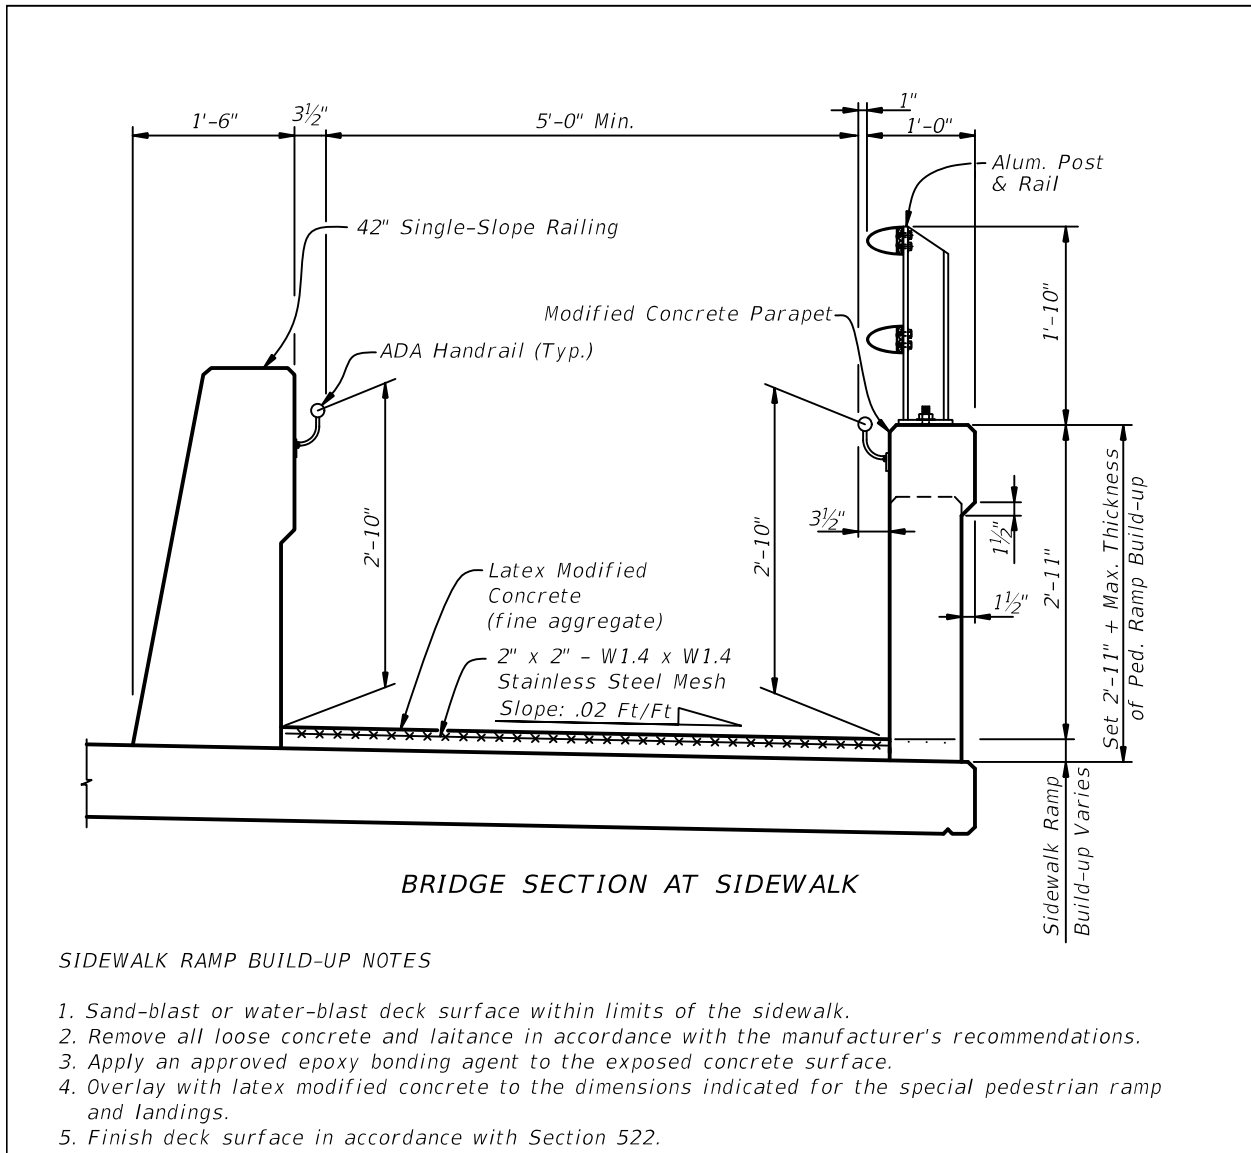 1'-6"
3½"
5'-0" Min.
1"
1'-0"
Alum. Post
& Rail
42" Single-Slope Railing
Modified Concrete Parapet
ADA Handrail (Typ.)
1'-10"
2'-10"
2'-10"
3½"
1½"
2'-11"
1½"
Set 2'-11" + Max. Thickness
of Ped. Ramp Build-up
Latex Modified
Concrete
(fine aggregate)
2" x 2" - W1.4 x W1.4
Stainless Steel Mesh
Slope: .02 Ft/Ft
Sidewalk Ramp
Build-up Varies
BRIDGE SECTION AT SIDEWALK
SIDEWALK RAMP BUILD-UP NOTES
1. Sand-blast or water-blast deck surface within limits of the sidewalk.
2. Remove all loose concrete and laitance in accordance with the manufacturer's recommendations.
3. Apply an approved epoxy bonding agent to the exposed concrete surface.
4. Overlay with latex modified concrete to the dimensions indicated for the special pedestrian ramp
and landings.
5. Finish deck surface in accordance with Section 522.